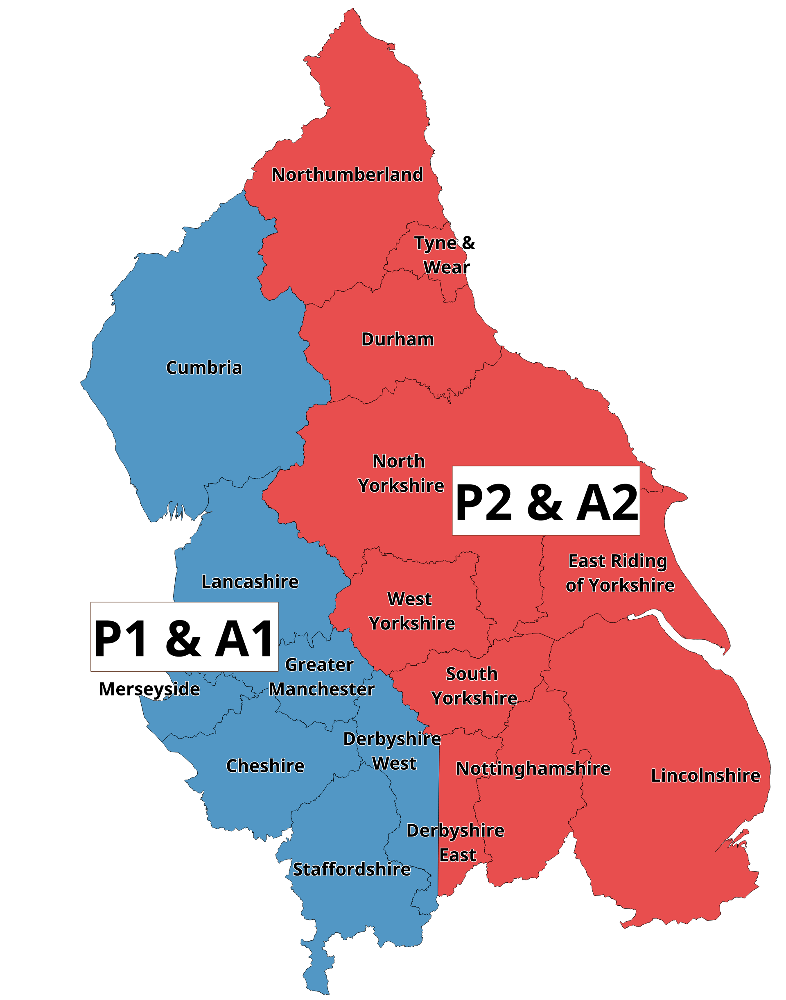 Northumberland
Tyne &
Wear
Durham
Cumbria
North
Yorkshire
P2 & A2
East Riding
of Yorkshire
Lancashire
West
Yorkshire
P1 & A1
Greater
Manchester
Merseyside
South
Yorkshire
Derbyshire
West
Cheshire
Nottinghamshire
Lincolnshire
Derbyshire
East
Staffordshire